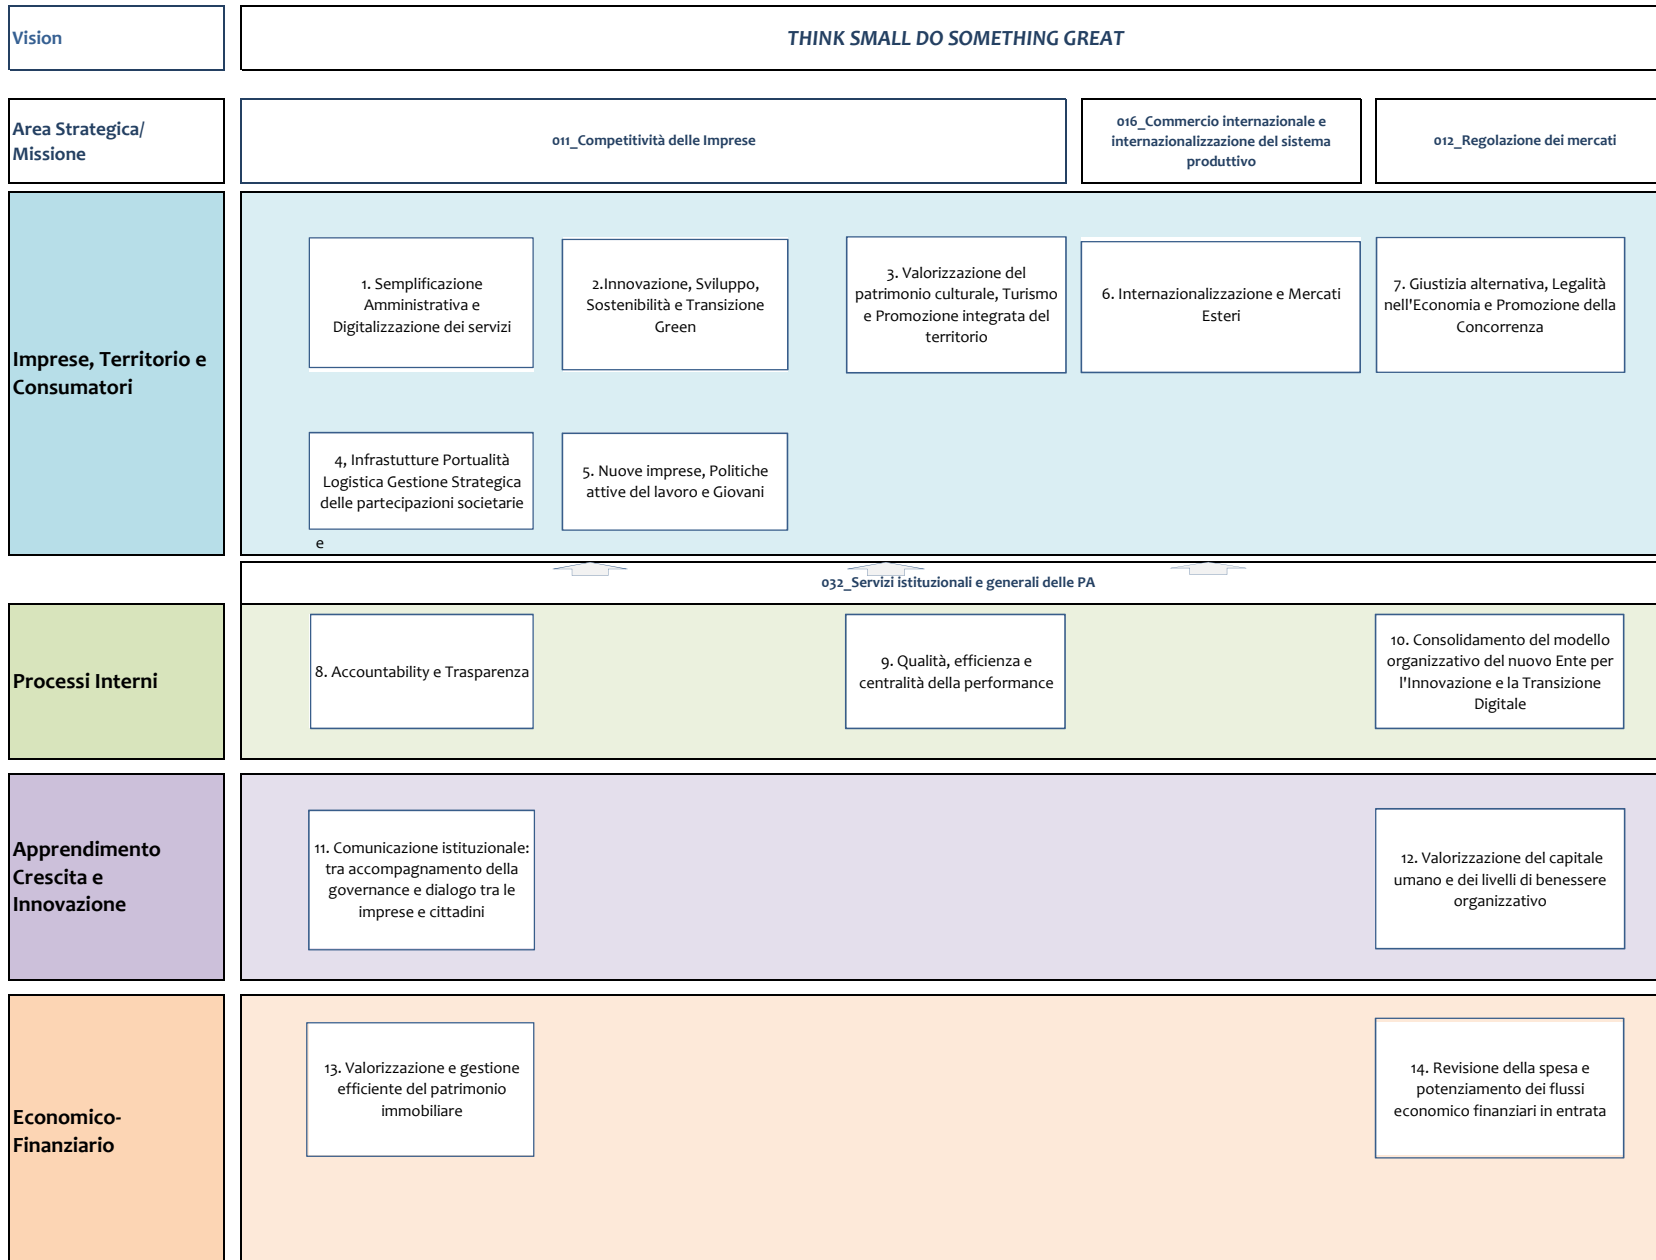 Vision
THINK SMALL DO SOMETHING GREAT
Area Strategica/
Missione
011_Competitività delle Imprese
016_Commercio internazionale e
internazionalizzazione del sistema
produttivo
012_Regolazione dei mercati
Imprese, Territorio e
Consumatori
1. Semplificazione
Amministrativa e
Digitalizzazione dei servizi
2.Innovazione, Sviluppo,
Sostenibilità e Transizione
Green
3. Valorizzazione del
patrimonio culturale, Turismo
e Promozione integrata del
territorio
6. Internazionalizzazione e Mercati
Esteri
7. Giustizia alternativa, Legalità
nell'Economia e Promozione della
Concorrenza
4, Infrastutture Portualità
Logistica Gestione Strategica
delle partecipazioni societarie
e
5. Nuove imprese, Politiche
attive del lavoro e Giovani
032_Servizi istituzionali e generali delle PA
Processi Interni
8. Accountability e Trasparenza
9. Qualità, efficienza e
centralità della performance
10. Consolidamento del modello
organizzativo del nuovo Ente per
l'Innovazione e la Transizione
Digitale
Apprendimento
Crescita e
Innovazione
11. Comunicazione istituzionale:
tra accompagnamento della
governance e dialogo tra le
imprese e cittadini
12. Valorizzazione del capitale
umano e dei livelli di benessere
organizzativo
Economico-
Finanziario
13. Valorizzazione e gestione
efficiente del patrimonio
immobiliare
14. Revisione della spesa e
potenziamento dei flussi
economico finanziari in entrata